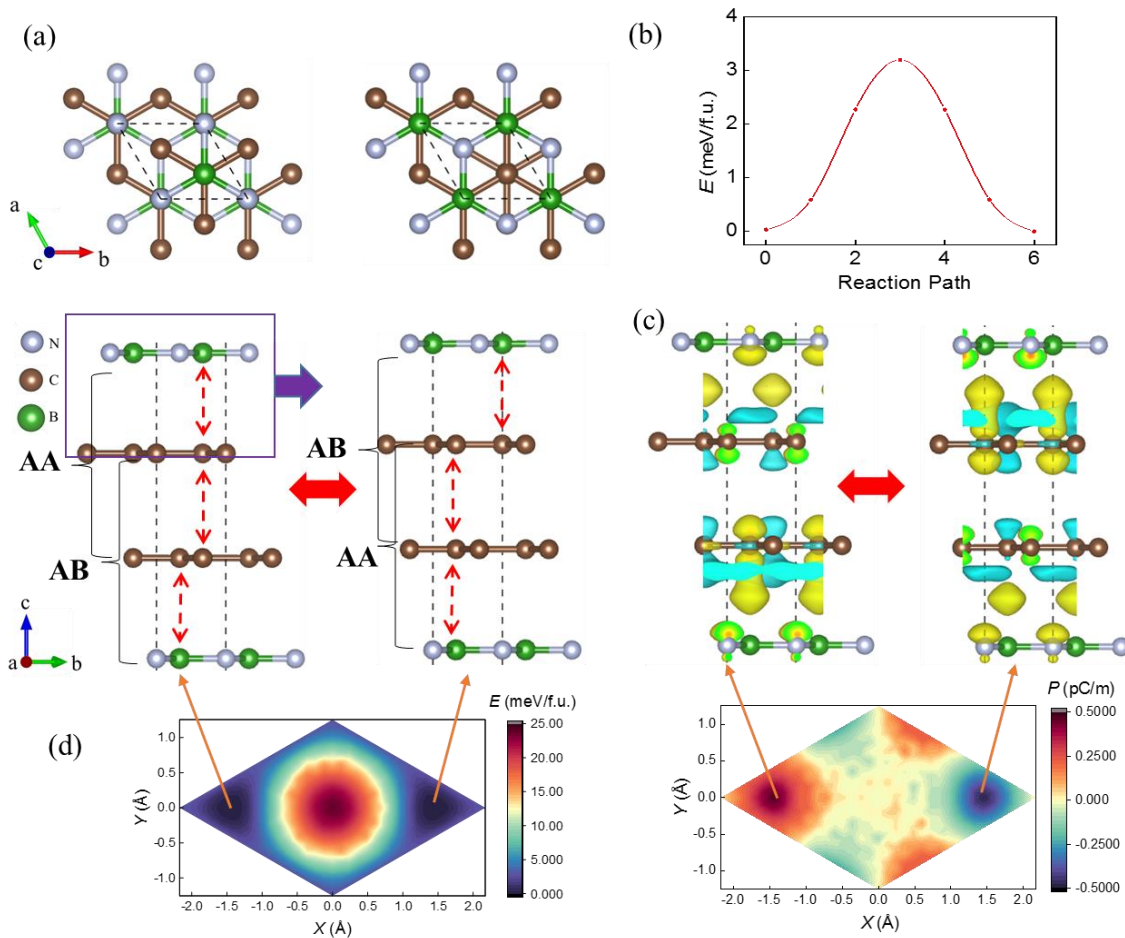 (a)
a
c
b
(b)
E (meV/f.u.)
4
3
2
1
0
0
2
4
6
Reaction Path
N
C
B
AA
AB
AB
AA
c
a
b
(c)
(d)
E (meV/f.u.)
25.00
20.00
15.00
10.00
5.000
0.000
Y (Å)
1.0
0.5
0.0
-0.5
-1.0
-2.0 -1.5 -1.0 -0.5 0.0 0.5 1.0 1.5 2.0
X (Å)
P (pC/m)
0.5000
0.2500
0.000
-0.2500
-0.5000
Y (Å)
1.0
0.5
0.0
-0.5
-1.0
-2.0 -1.5 -1.0 -0.5 0.0 0.5 1.0 1.5 2.0
X (Å)